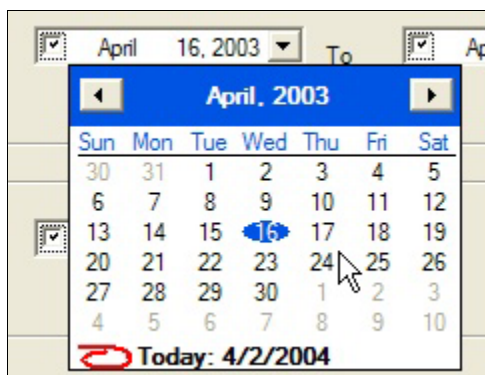 April 16, 2003 To Ap
April, 2003
Sun Mon Tue Wed Thu Fri Sat
30 31 1 2 3 4 5
6 7 8 9 10 11 12
13 14 15 16 17 18 19
20 21 22 23 24 25 26
27 28 29 30 1 2 3
4 5 6 7 8 9 10
Today: 4/2/2004